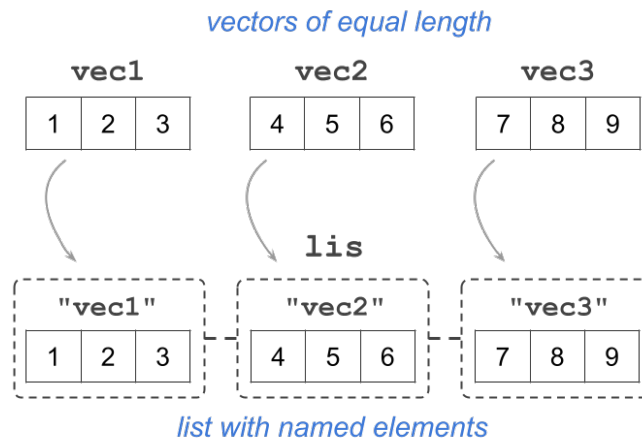 vectors of equal length
vec1 vec2 vec3
1 2 3 4 5 6 7 8 9
lis
"vec1" "vec2" "vec3"
1 2 3 4 5 6 7 8 9
list with named elements